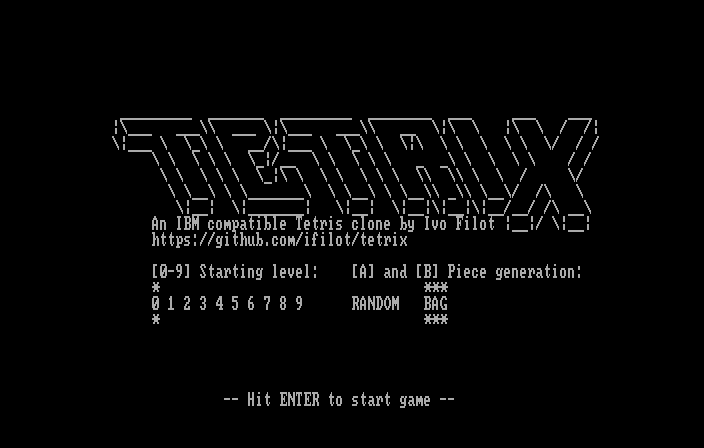 TETRIX
An IBM compatible Tetris clone by Ivo Filot
https://github.com/ifilot/tetrix
[0-9] Starting level: [A] and [B] Piece generation:
* ***
0 1 2 3 4 5 6 7 8 9 RANDOM BAG
* ***
-- Hit ENTER to start game --